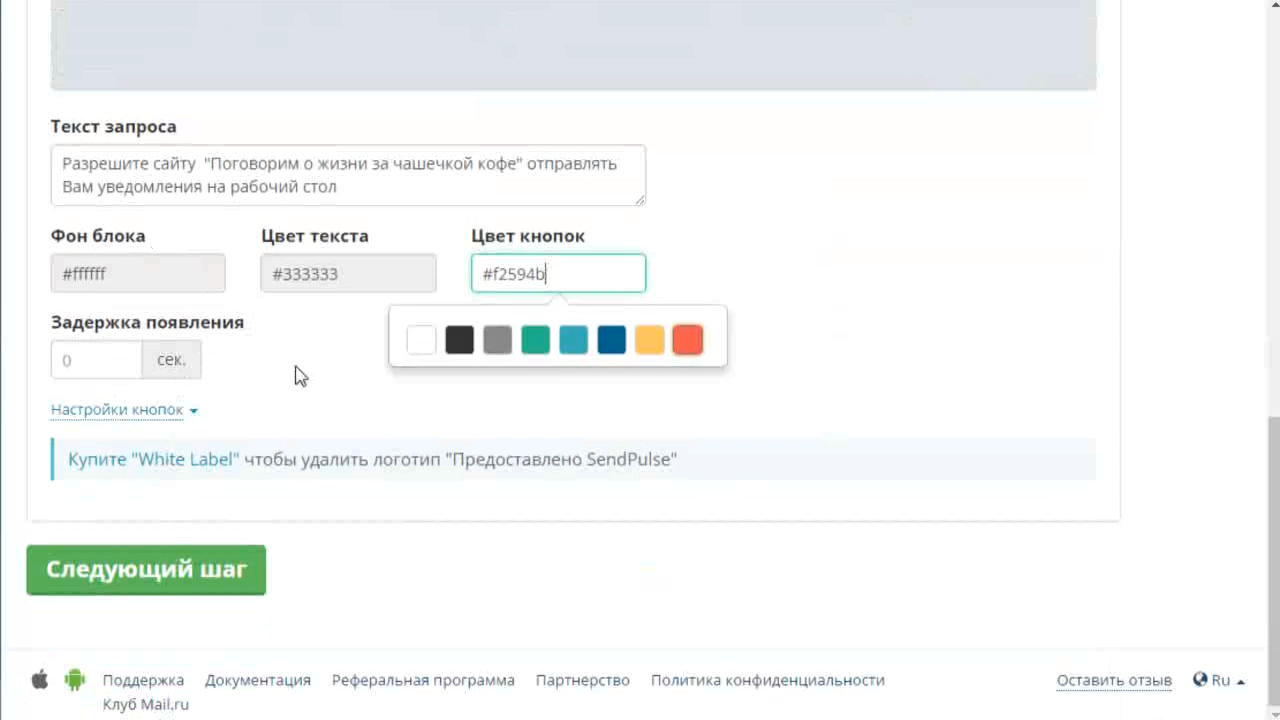 Текст запроса
Разрешите сайту "Поговорим о жизни за чашечкой кофе" отправлять
Вам уведомления на рабочий стол
Фон блока Цвет текста Цвет кнопок
#ffffff #333333 #f2594b
Задержка появления
0 сек.
Настройки кнопок
Купите "White Label" чтобы удалить логотип "Предоставлено SendPulse"
Следующий шаг
Поддержка Документация Реферальная программа Партнерство Политика конфиденциальности Оставить отзыв Ru
Клуб Mail.ru